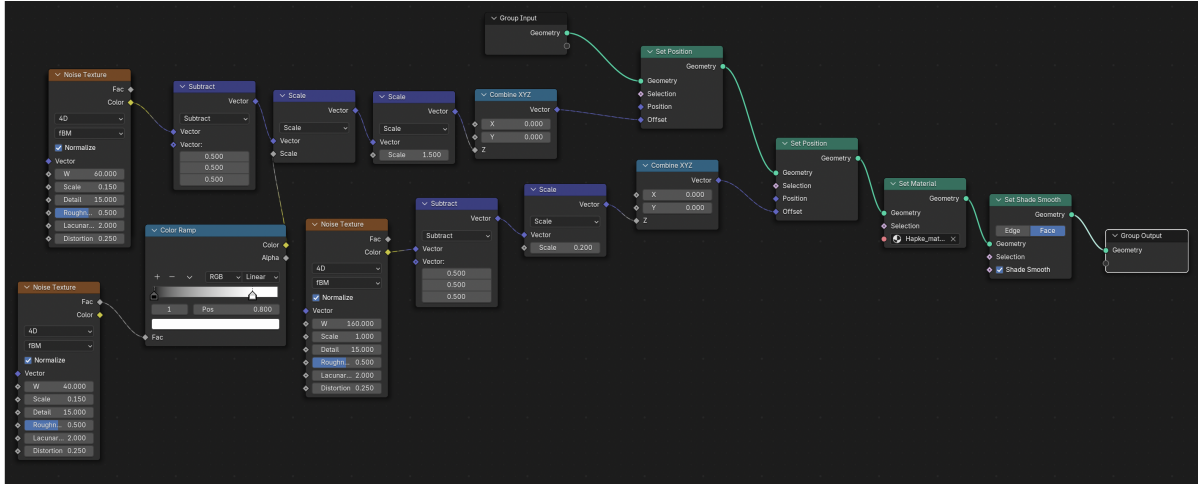 Group Input
Geometry
Set Position
Geometry
Geometry
Selection
Position
Offset
Noise Texture
Fac
Color
4D
fBM
Normalize
Vector
W 60.000
Scale 0.150
Detail 15.000
Roughn... 0.500
Lacunar... 2.000
Distortion 0.250
Subtract
Vector
Subtract
Vector
Vector:
0.500
0.500
0.500
Scale
Vector
Scale
Vector
Scale
Scale
Vector
Scale
Vector
Scale 1.500
Combine XYZ
Vector
X 0.000
Y 0.000
Z
Set Position
Geometry
Geometry
Selection
Position
Offset
Combine XYZ
Vector
X 0.000
Y 0.000
Z
Set Material
Geometry
Geometry
Selection
Hapke_mat...
Set Shade Smooth
Geometry
Edge Face
Geometry
Selection
Shade Smooth
Group Output
Geometry
Scale
Vector
Scale
Vector
Scale 0.200
Subtract
Vector
Subtract
Vector
Vector:
0.500
0.500
0.500
Color Ramp
Color
Alpha
RGB Linear
1 Pos 0.800
Fac
Noise Texture
Fac
Color
4D
fBM
Normalize
Vector
W 160.000
Scale 1.000
Detail 15.000
Roughn... 0.500
Lacunar... 2.000
Distortion 0.250
Noise Texture
Fac
Color
4D
fBM
Normalize
Vector
W 40.000
Scale 0.150
Detail 15.000
Roughn... 0.500
Lacunar... 2.000
Distortion 0.250